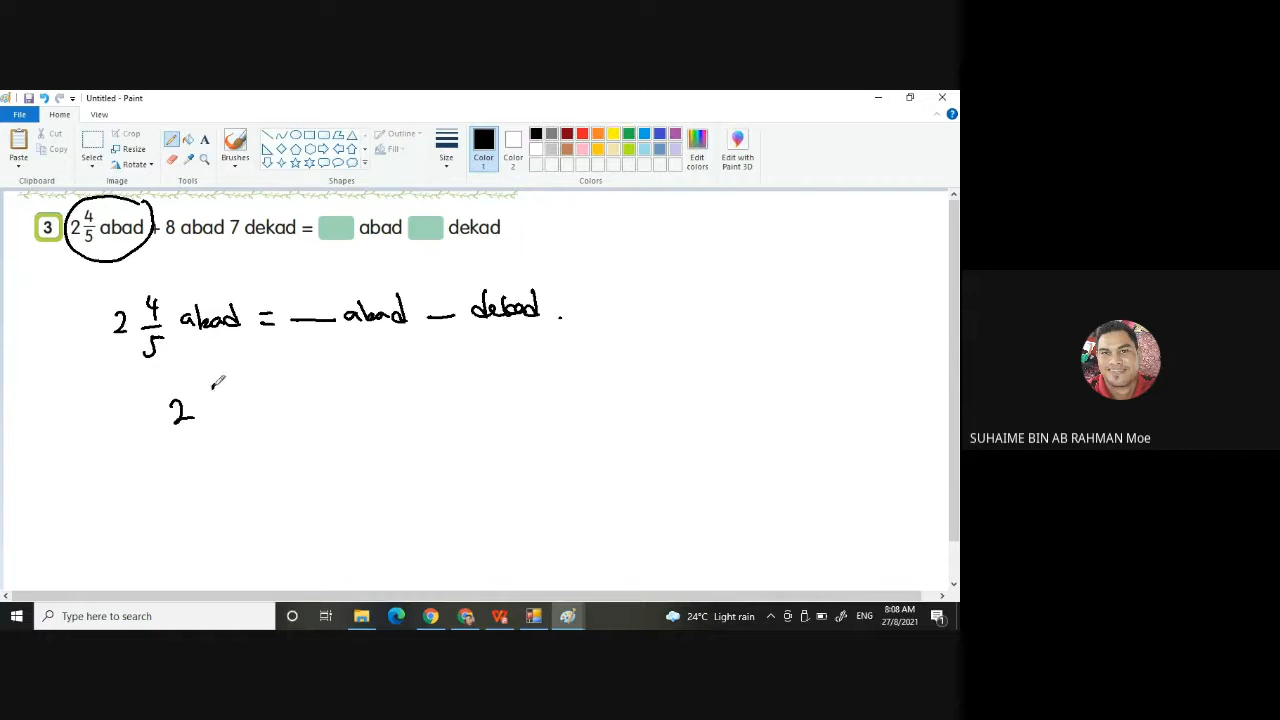 Untitled - Paint
File Home View
Paste
Cut
Copy
Clipboard
Select
Crop
Resize
Rotate
Image
Tools
Brushes
Shapes
Outline
Fill
Size
Color 1
Color 2
Colors
Edit colors
Edit with Paint 3D
3 2 4/5 abad + 8 abad 7 dekad = abad dekad
2 4/5 abad = __ abad _ dekad .
2
SUHAIME BIN AB RAHMAN Moe
Type here to search
24°C Light rain
ENG
8:08 AM
27/8/2021
1